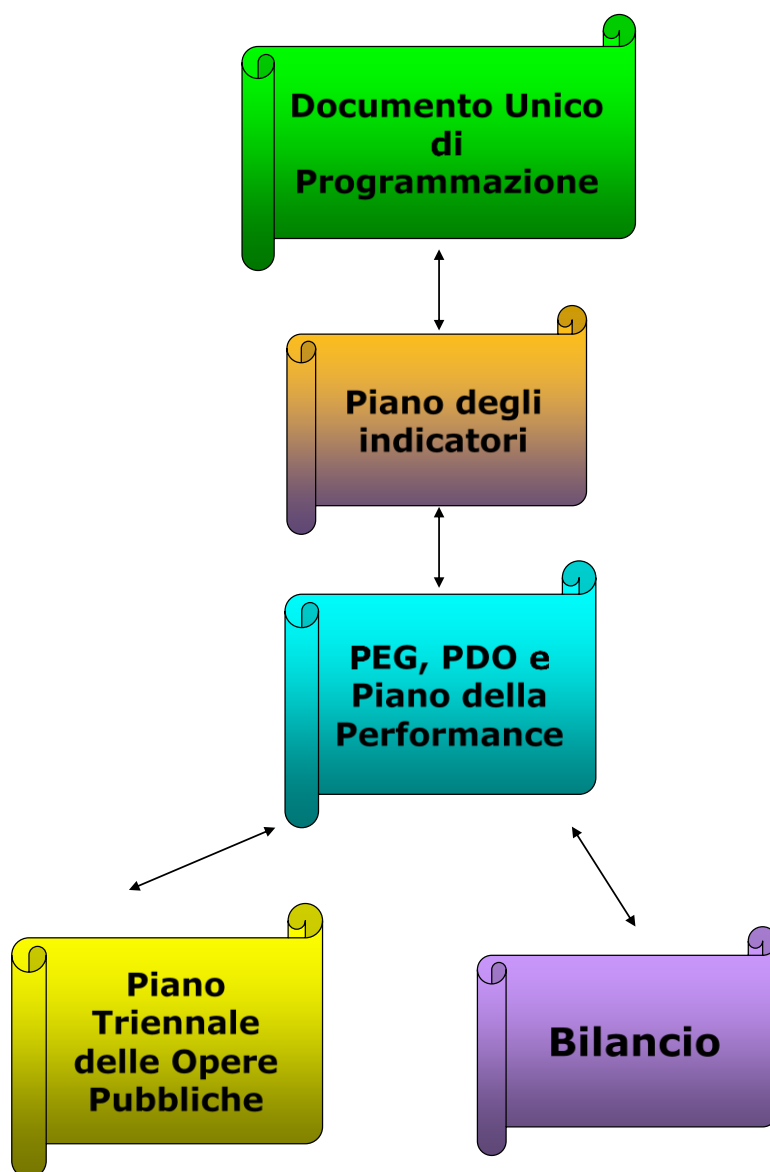 Documento Unico
di
Programmazione
Piano degli
indicatori
PEG, PDO e
Piano della
Performance
Piano
Triennale
delle Opere
Pubbliche
Bilancio